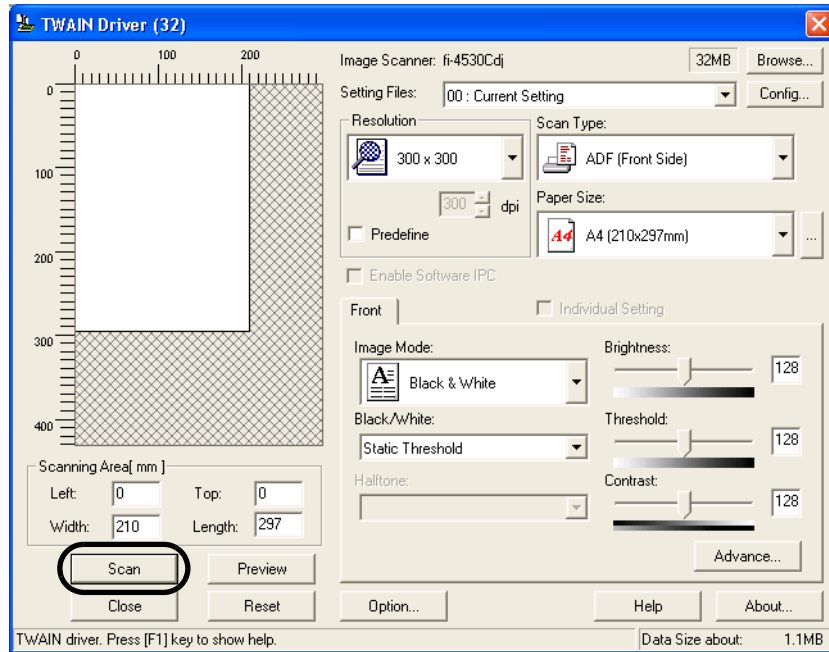 TWAIN Driver (32)
0 100 200
0
100
200
300
400
Image Scanner: fi-4530Cdj 32MB Browse...
Setting Files: 00 : Current Setting Config...
Resolution
300 x 300
300 dpi
Predefine
Scan Type:
ADF (Front Side)
Paper Size:
A4 A4 (210x297mm) ...
Enable Software IPC
Front
Individual Setting
Image Mode:
A Black & White
Black/White:
Static Threshold
Halftone:
Brightness:
128
Threshold:
128
Contrast:
128
Advance...
Scanning Area[ mm ]
Left: 0 Top: 0
Width: 210 Length: 297
Scan Preview
Close Reset Option... Help About...
TWAIN driver. Press [F1] key to show help. Data Size about: 1.1MB